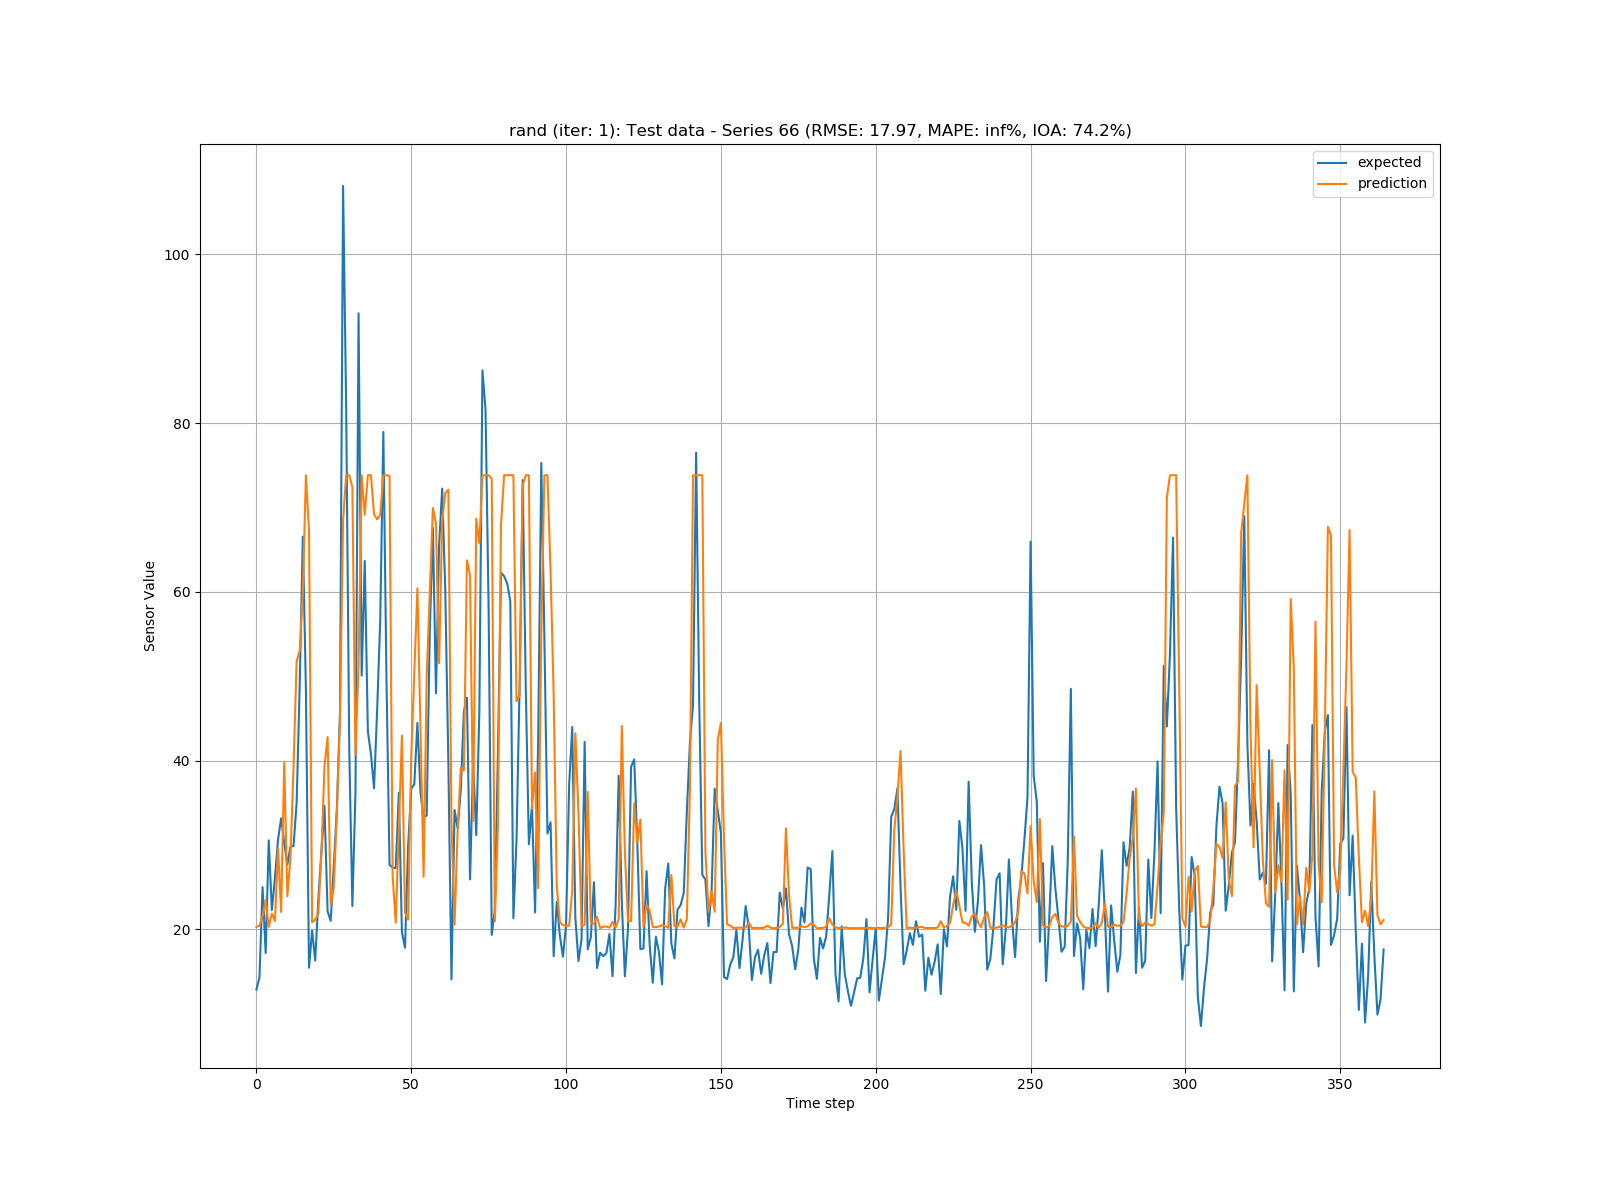 rand (iter: 1): Test data - Series 66 (RMSE: 17.97, MAPE: inf%, IOA: 74.2%)
expected
prediction
Sensor Value
100
80
60
40
20
0 50 100 150 200 250 300 350
Time step